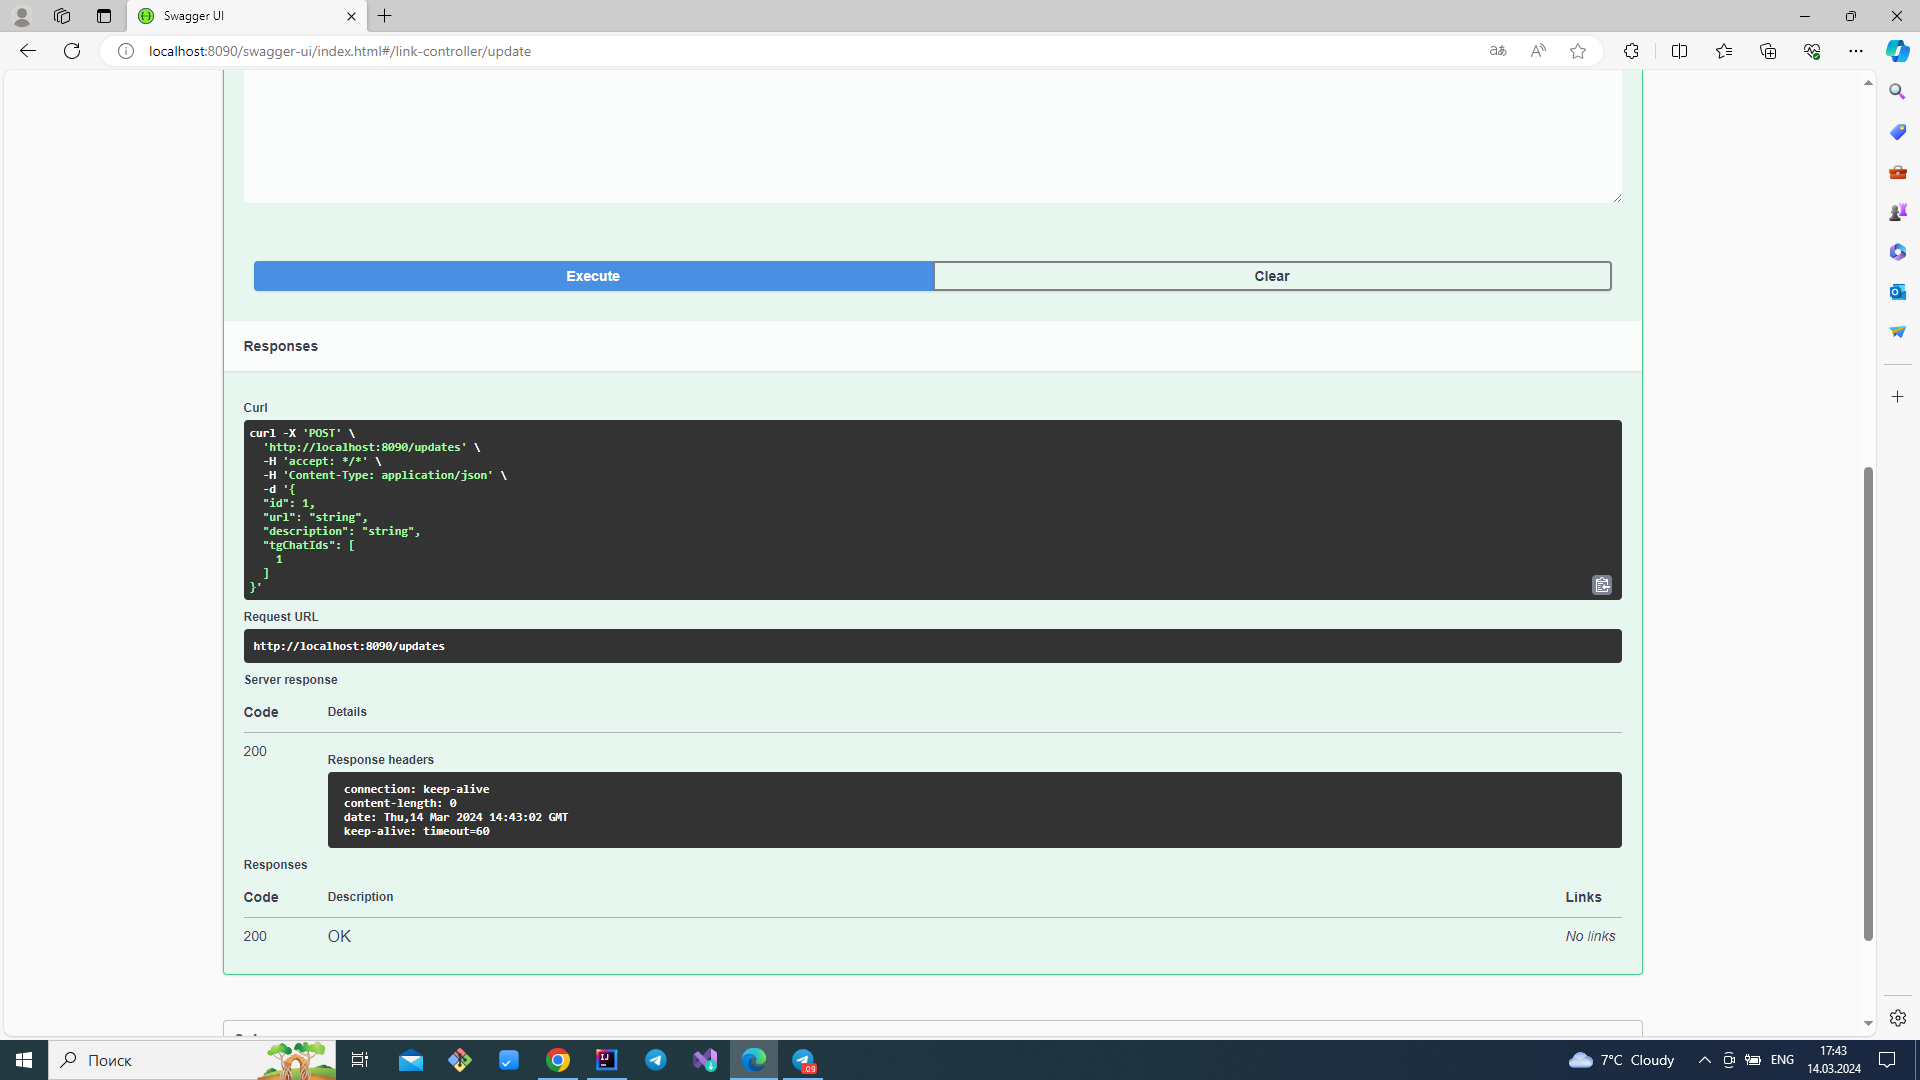 Swagger UI
localhost:8090/swagger-ui/index.html#/link-controller/update
Execute
Clear
Responses
Curl
curl -X 'POST' \
'http://localhost:8090/updates' \
-H 'accept: */*' \
-H 'Content-Type: application/json' \
-d '{
"id": 1,
"url": "string",
"description": "string",
"tgChatIds": [
1
]
}'
Request URL
http://localhost:8090/updates
Server response
Code Details
200
Response headers
connection: keep-alive
content-length: 0
date: Thu,14 Mar 2024 14:43:02 GMT
keep-alive: timeout=60
Responses
Code Description Links
200 OK No links
Поиск
7°C Cloudy
ENG
17:43
14.03.2024